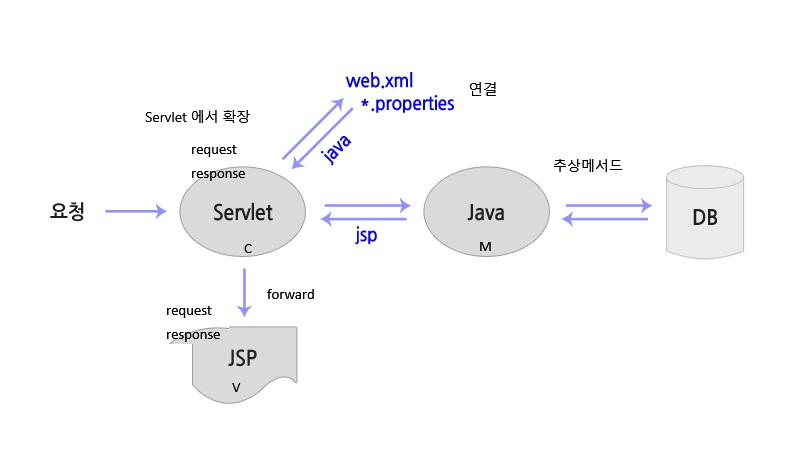 web.xml
*.properties
연결
Servlet 에서 확장
request
response
java
추상메서드
요청
Servlet
C
jsp
Java
M
DB
forward
request
response
JSP
V